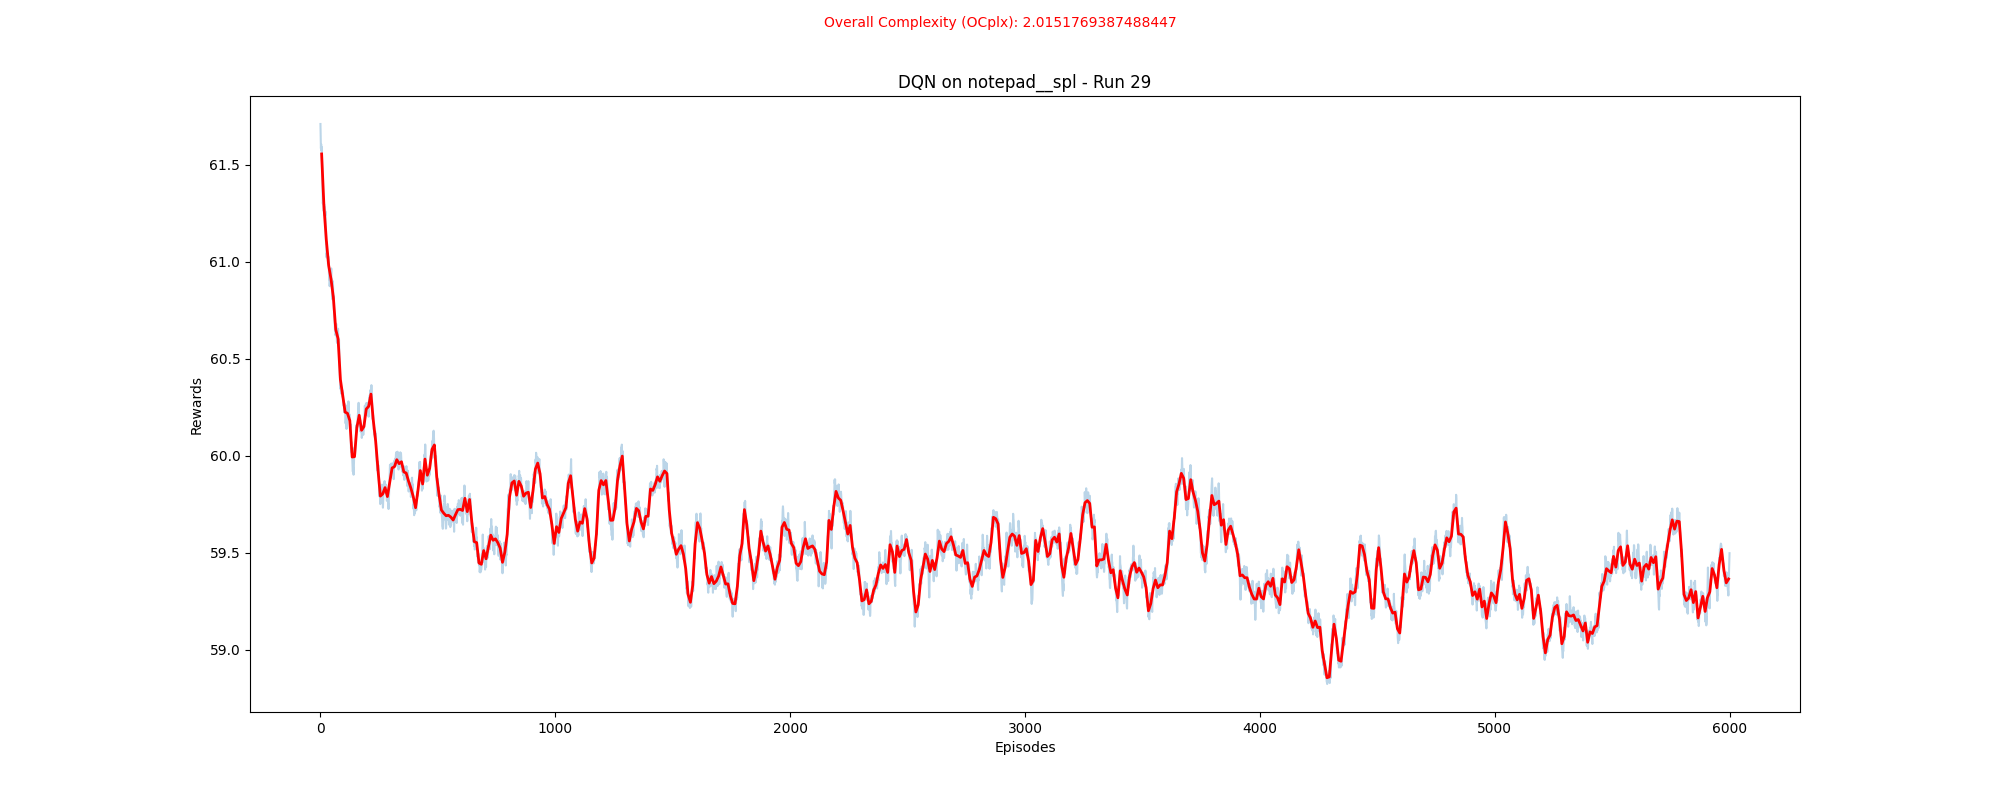 Overall Complexity (OCplx): 2.0151769387488447
DQN on notepad__spl - Run 29
61.5
61.0
60.5
60.0
59.5
59.0
Rewards
0 1000 2000 3000 4000 5000 6000
Episodes